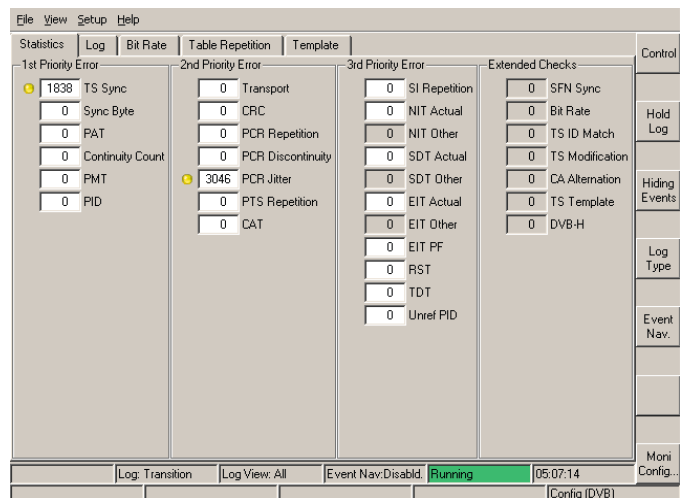 File View Setup Help
Statistics Log Bit Rate Table Repetition Template
1st Priority Error
1838 TS Sync
0 Sync Byte
0 PAT
0 Continuity Count
0 PMT
0 PID
2nd Priority Error
0 Transport
0 CRC
0 PCR Repetition
0 PCR Discontinuity
3046 PCR Jitter
0 PTS Repetition
0 CAT
3rd Priority Error
0 SI Repetition
0 NIT Actual
0 NIT Other
0 SDT Actual
0 SDT Other
0 EIT Actual
0 EIT Other
0 EIT PF
0 RST
0 TDT
0 Unref PID
Extended Checks
0 SFN Sync
0 Bit Rate
0 TS ID Match
0 TS Modification
0 CA Alternation
0 TS Template
0 DVB-H
Control
Hold
Log
Hiding
Events
Log
Type
Event
Nav.
Moni
Config...
Log: Transition Log View: All Event Nav:Disabld. Running 05:07:14
Config (DVB)